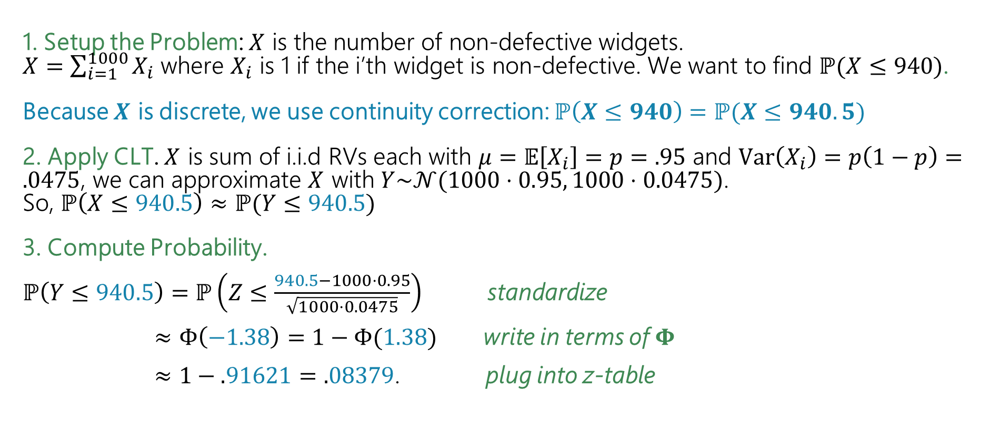 1. Setup the Problem: X is the number of non-defective widgets.
X = ∑_{i=1}^{1000} X_i where X_i is 1 if the i'th widget is non-defective. We want to find ℙ(X ≤ 940).
Because X is discrete, we use continuity correction: ℙ(X ≤ 940) = ℙ(X ≤ 940.5)
2. Apply CLT. X is sum of i.i.d RVs each with μ = 𝔼[X_i] = p = .95 and Var(X_i) = p(1 − p) =
.0475, we can approximate X with Y~𝒩(1000 · 0.95, 1000 · 0.0475).
So, ℙ(X ≤ 940.5) ≈ ℙ(Y ≤ 940.5)
3. Compute Probability.
ℙ(Y ≤ 940.5) = ℙ(Z ≤ (940.5−1000·0.95)/√(1000·0.0475)) standardize
≈ Φ(−1.38) = 1 − Φ(1.38) write in terms of Φ
≈ 1 − .91621 = .08379. plug into z-table